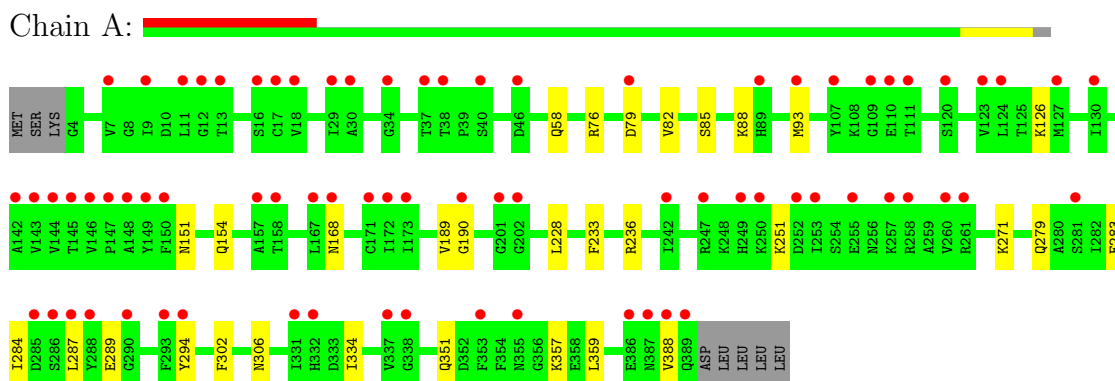 Chain A:
MET SER LYS G4 V7 G8 I9 D10 L11 G12 T13 S16 C17 V18 I29 A30 G34 T37 T38 P39 S40 D46 Q58 R76 D79 V82 S85 K88 H89 M93 Y107 K108 G109 E110 T111 S120 V123 L124 T125 K126 M127 I130
A142 V143 V144 T145 V146 P147 A148 Y149 F150 N151 Q154 A157 T158 L167 N168 C171 I172 I173 V189 G190 G201 G202 L228 F233 R236 I242 R247 K248 H249 K250 K251 D252 I253 S254 E255 N256 K257 R258 A259 V260 R261 K271 Q279 A280 S281 I282
I284 D285 S286 L287 Y288 E289 G290 F293 Y294 F302 N306 I331 H332 D333 I334 V337 G338 Q351 D352 F353 F354 N355 G356 K357 E358 L359 E386 N387 V388 Q389 ASP LEU LEU LEU LEU